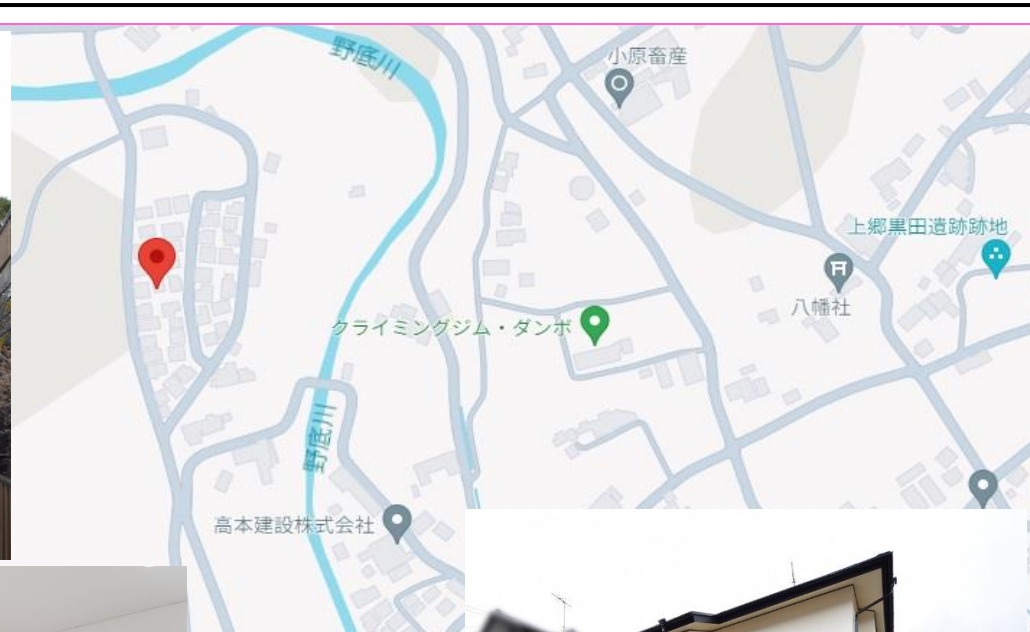 野底川
小原畜産
上郷黒田遺跡跡地
八幡社
クライミングジム・ダンボ
野底川
高本建設株式会社